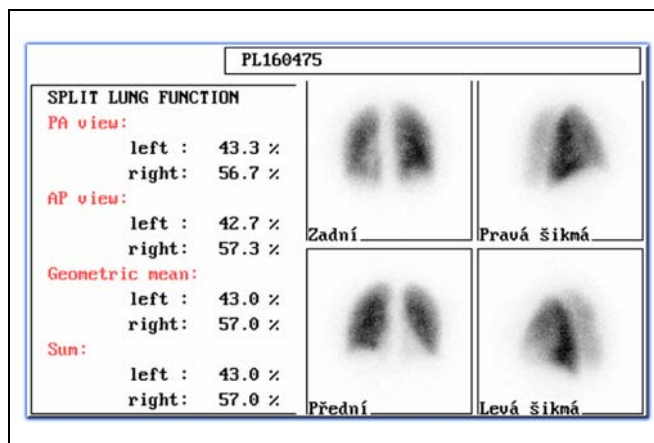 PL160475
SPLIT LUNG FUNCTION
PA view:
left : 43.3 %
right: 56.7 %
AP view:
left : 42.7 %
right: 57.3 %
Geometric mean:
left : 43.0 %
right: 57.0 %
Sum:
left : 43.0 %
right: 57.0 %
Zadní
Pravá šikmá
Přední
Levá šikmá